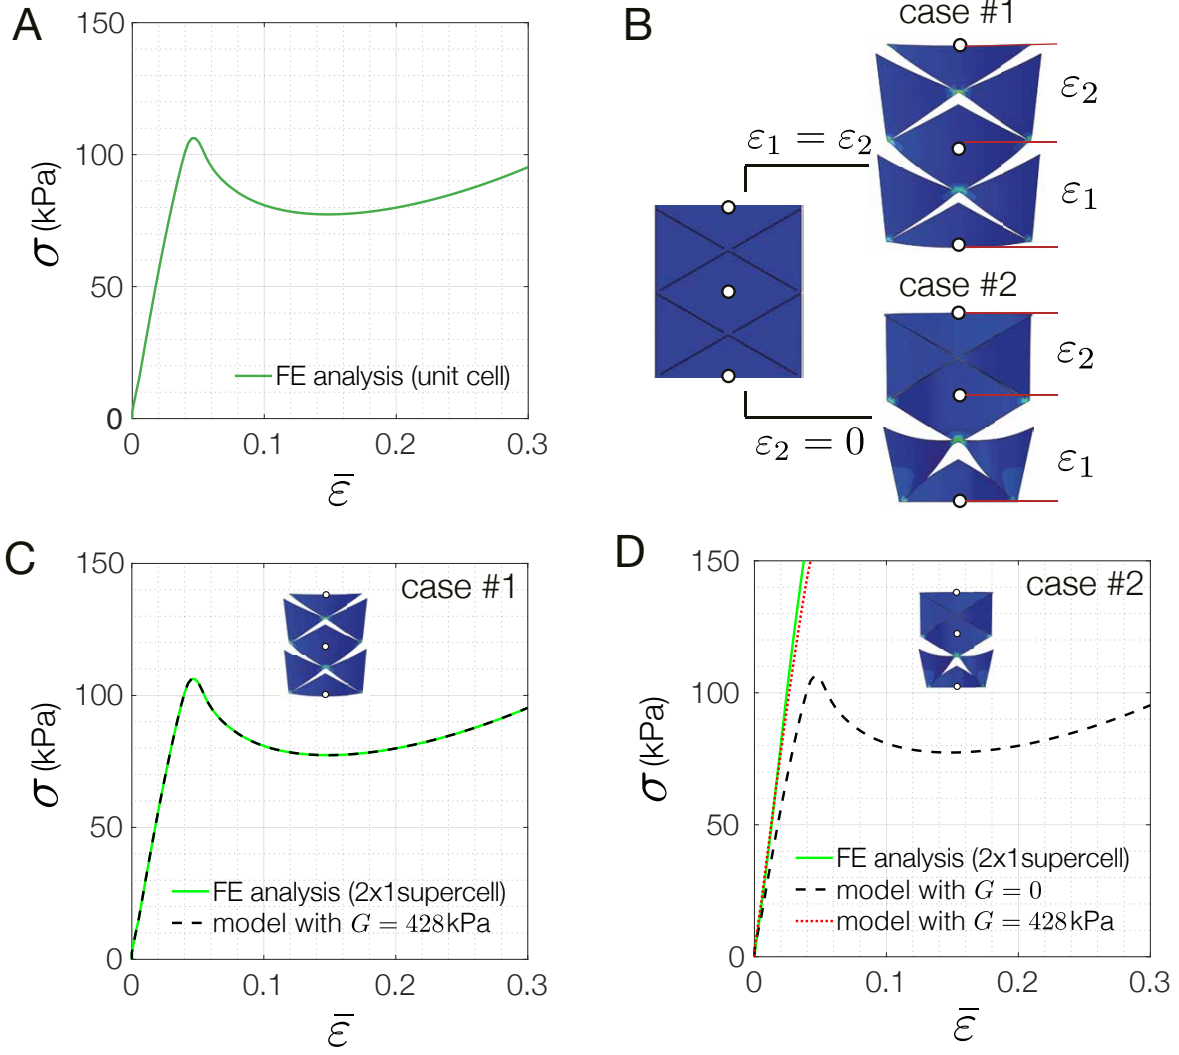 A
150
100
50
0
σ (kPa)
FE analysis (unit cell)
0 0.1 0.2 0.3
ε̄
B
case #1
ε₂
ε₁ = ε₂
ε₁
case #2
ε₂
ε₂ = 0
ε₁
C
150
case #1
100
50
0
σ (kPa)
FE analysis (2x1supercell)
model with G = 428kPa
0 0.1 0.2 0.3
ε̄
D
150
case #2
100
50
0
σ (kPa)
FE analysis (2x1supercell)
model with G = 0
model with G = 428kPa
0 0.1 0.2 0.3
ε̄